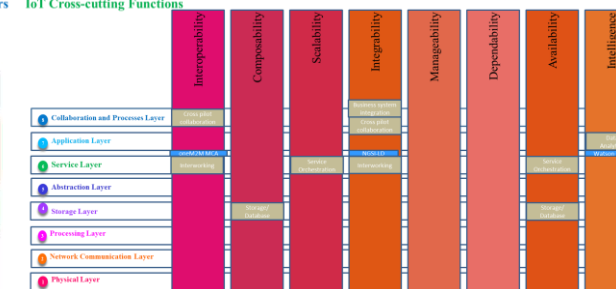 rs IoT Cross-cutting Functions
Interoperability
Composability
Scalability
Integrability
Manageability
Dependability
Availability
Intelligence
Business system
integration
Collaboration and Processes Layer
Cross pilot
collaboration
Cross pilot
collaboration
Application Layer
oneM2M MCA
NGSI-LD
Service Layer
Interworking
Service
Orchestration
Interworking
Service
Orchestration
Abstraction Layer
Storage Layer
Storage/
Database
Storage/
Database
Processing Layer
Network Communication Layer
Physical Layer